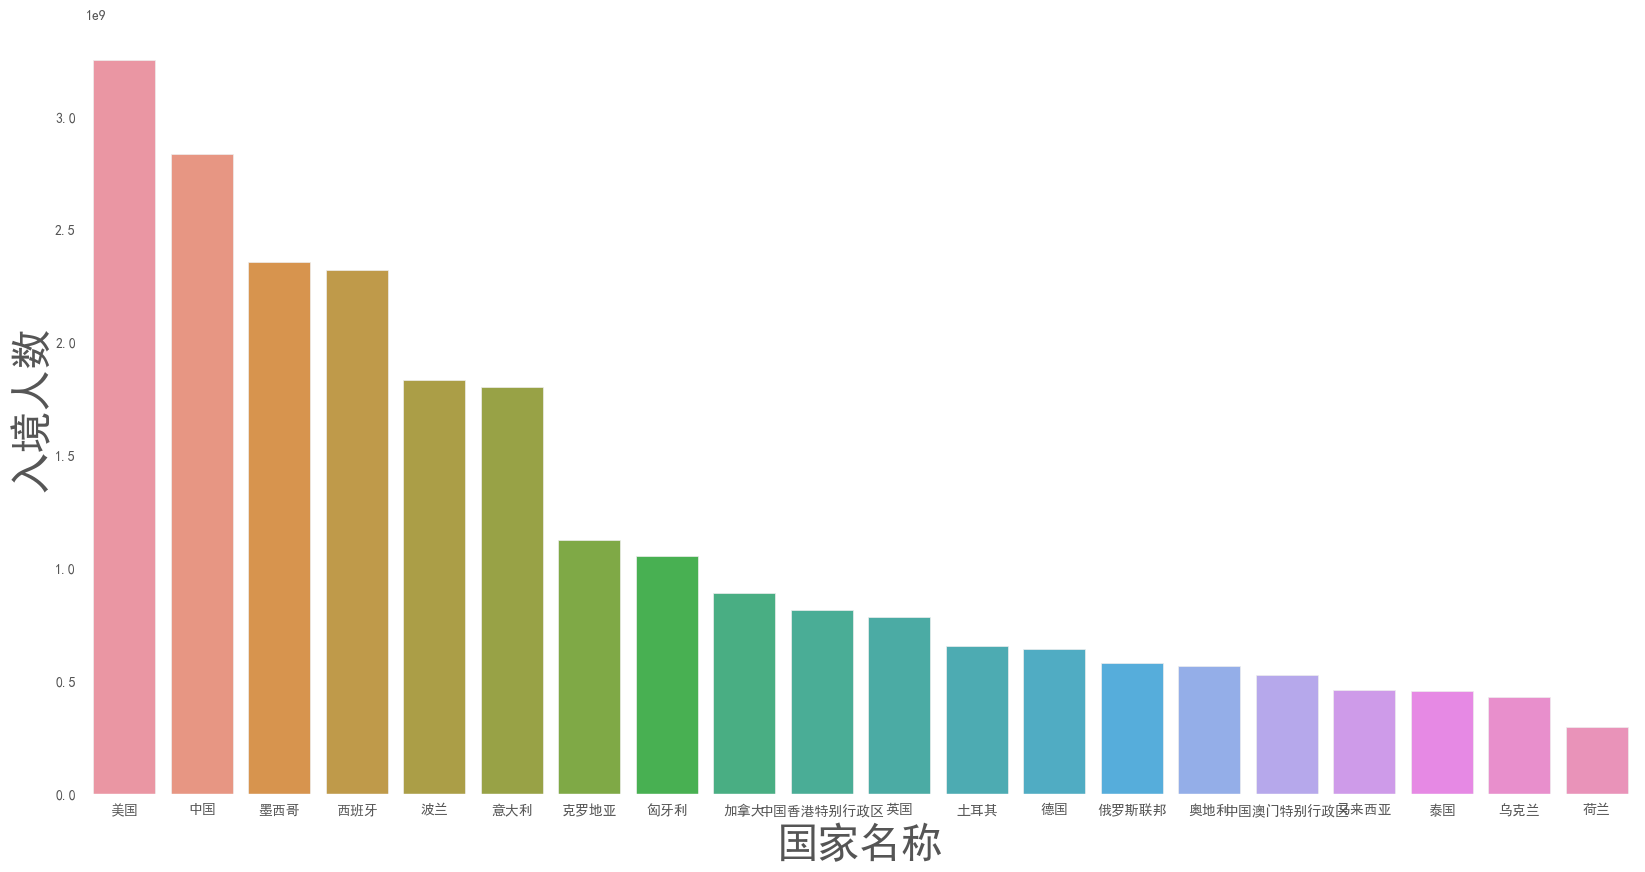 1e9
3.0
2.5
2.0
1.5
1.0
0.5
0.0
入境人数
美国 中国 墨西哥 西班牙 波兰 意大利 克罗地亚 匈牙利 加拿大 中国香港特别行政区 英国 土耳其 德国 俄罗斯联邦 奥地利 中国澳门特别行政区 马来西亚 泰国 乌克兰 荷兰
国家名称